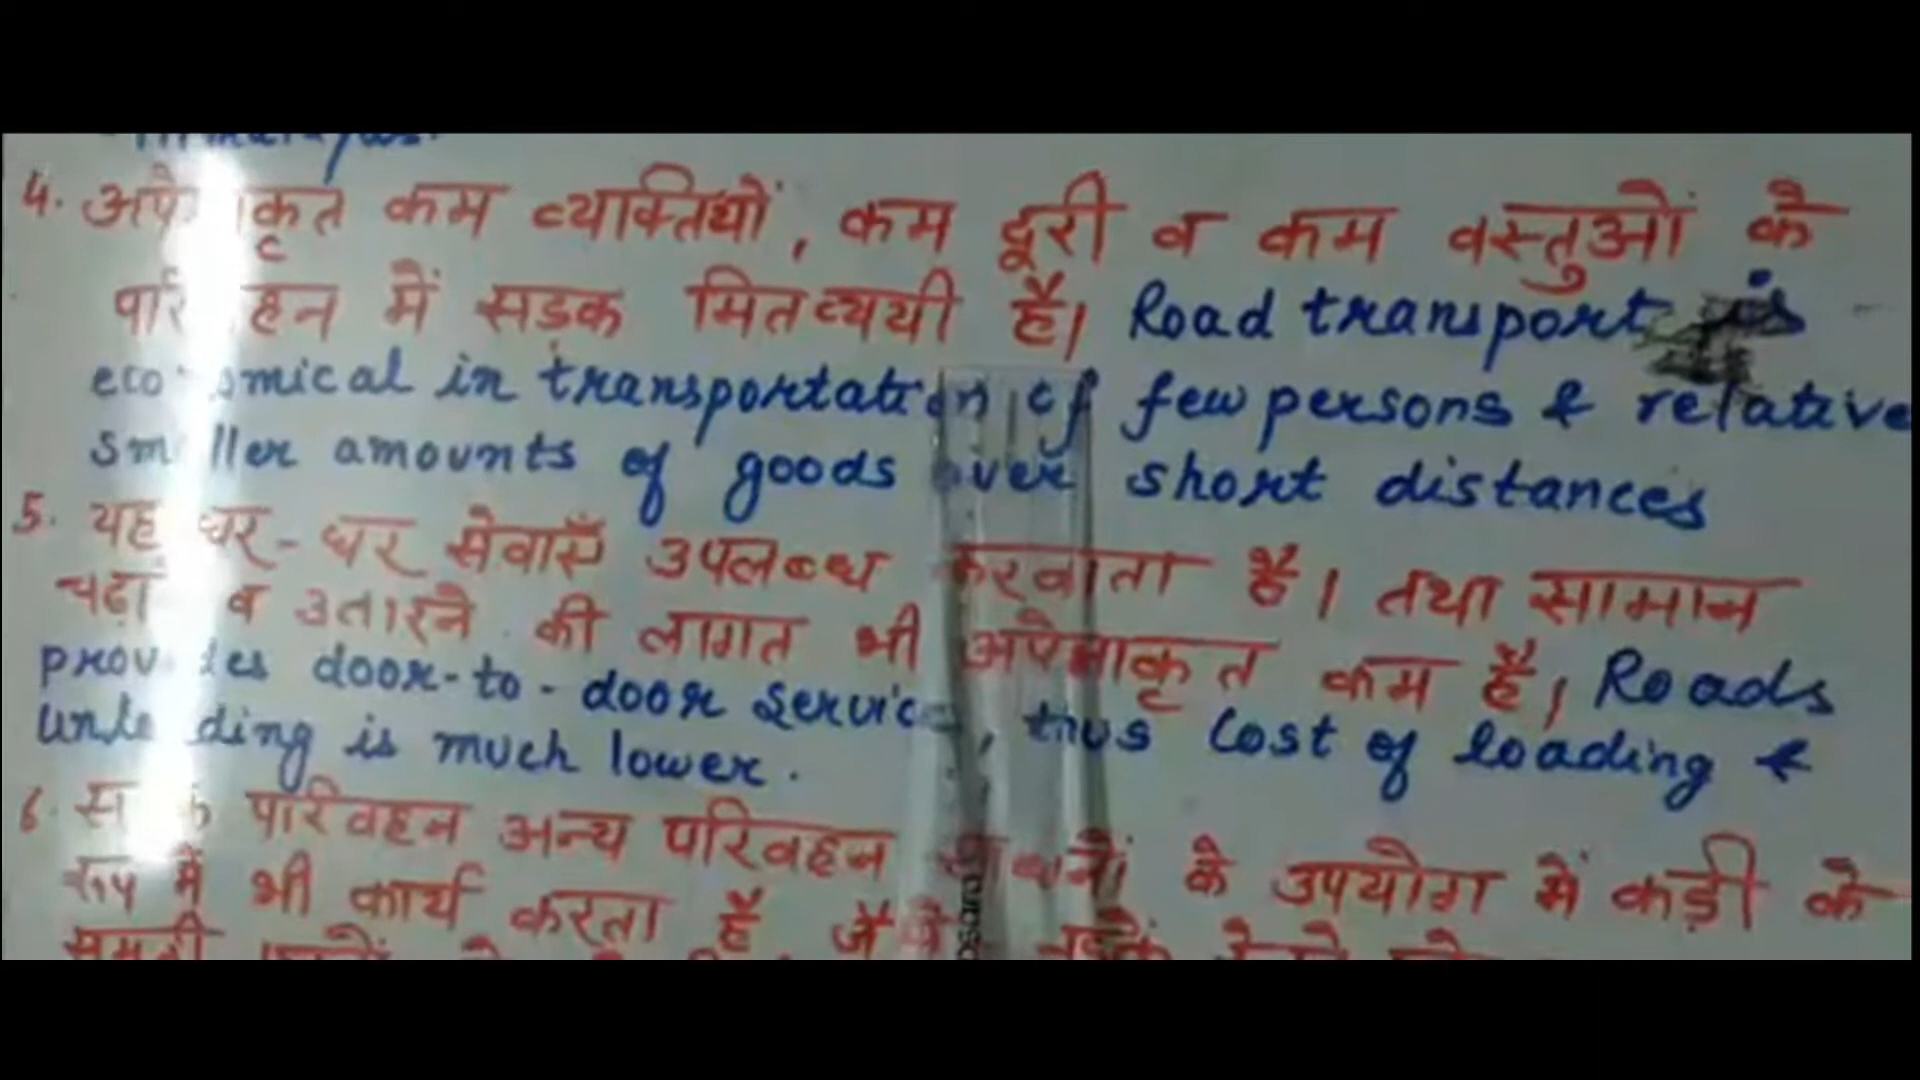 Himalayas.
4. अपेक्षाकृत कम व्यक्तियों, कम दूरी व कम वस्तुओं के
परिवहन में सड़क मितव्ययी है। Road transport is
economical in transportation of few persons & relative
smaller amounts of goods over short distances
5. यह घर-घर सेवाएँ उपलब्ध करवाता है। तथा सामान
चढ़ा व उतारने की लागत भी अपेक्षाकृत कम है। Roads
provides door-to-door service, thus cost of loading &
unloading is much lower.
6. सड़क परिवहन अन्य परिवहन साधनों के उपयोग में कड़ी के
रूप में भी कार्य करता है जैसे सड़कें